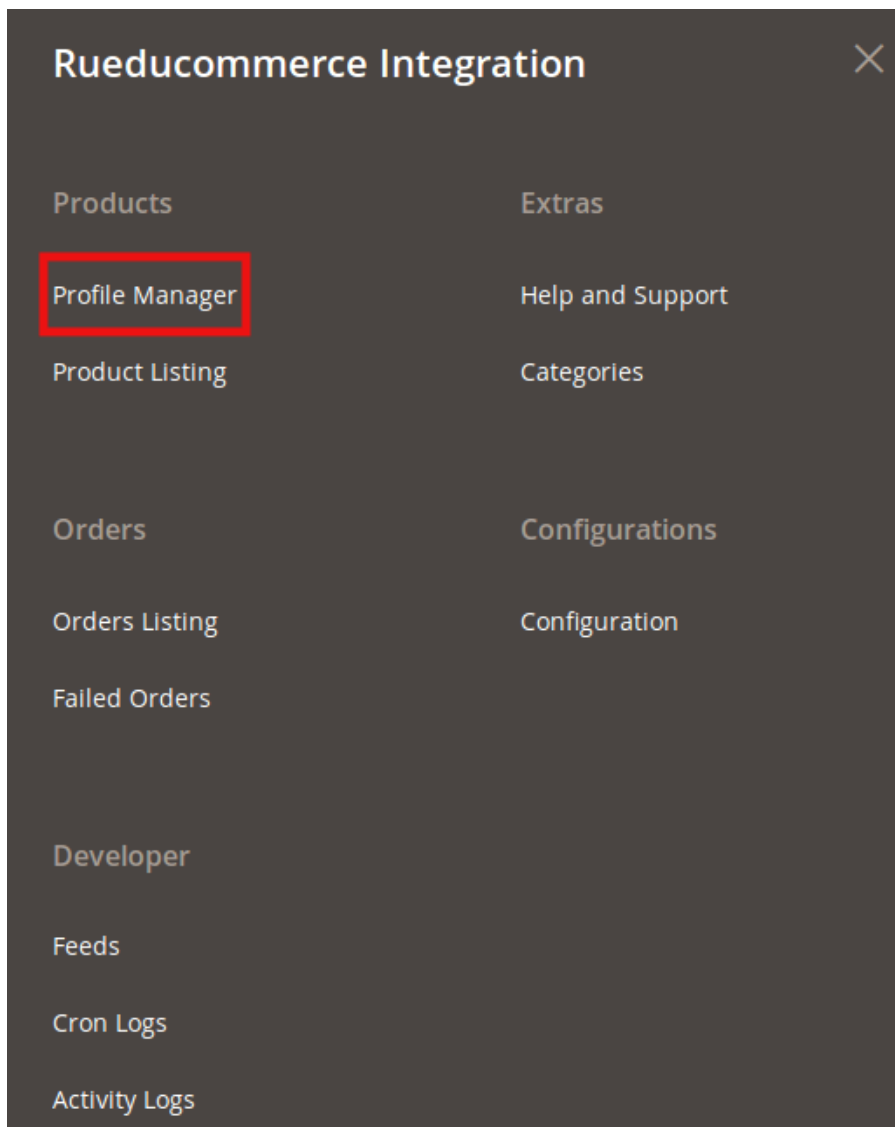 Rueducommerce Integration
Products
Profile Manager
Product Listing
Extras
Help and Support
Categories
Orders
Orders Listing
Failed Orders
Configurations
Configuration
Developer
Feeds
Cron Logs
Activity Logs